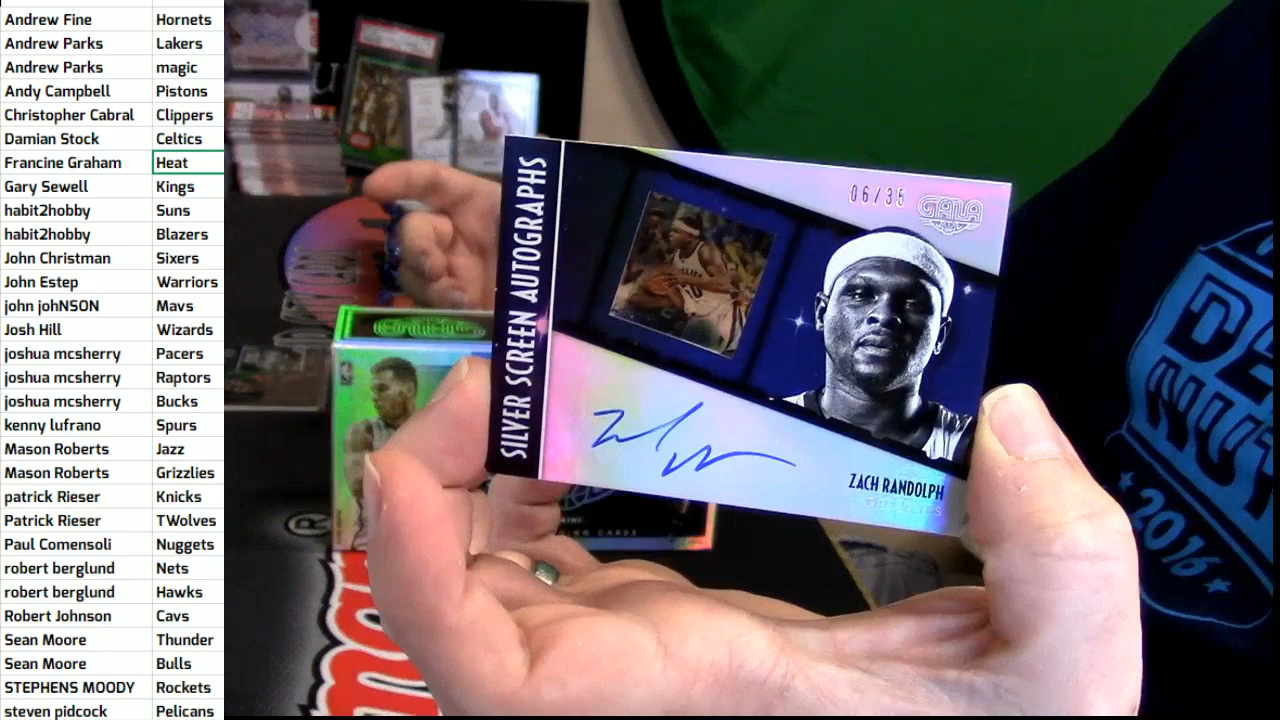 Andrew Fine Hornets
Andrew Parks Lakers
Andrew Parks magic
Andy Campbell Pistons
Christopher Cabral Clippers
Damian Stock Celtics
Francine Graham Heat
Gary Sewell Kings
habit2hobby Suns
habit2hobby Blazers
John Christman Sixers
John Estep Warriors
john johNSON Mavs
Josh Hill Wizards
joshua mcsherry Pacers
joshua mcsherry Raptors
joshua mcsherry Bucks
kenny lufrano Spurs
Mason Roberts Jazz
Mason Roberts Grizzlies
patrick Rieser Knicks
Patrick Rieser TWolves
Paul Comensoli Nuggets
robert berglund Nets
robert berglund Hawks
Robert Johnson Cavs
Sean Moore Thunder
Sean Moore Bulls
STEPHENS MOODY Rockets
steven pidcock Pelicans
SILVER SCREEN AUTOGRAPHS
06/35
GALA
ZACH RANDOLPH
GRIZZLIES
2016